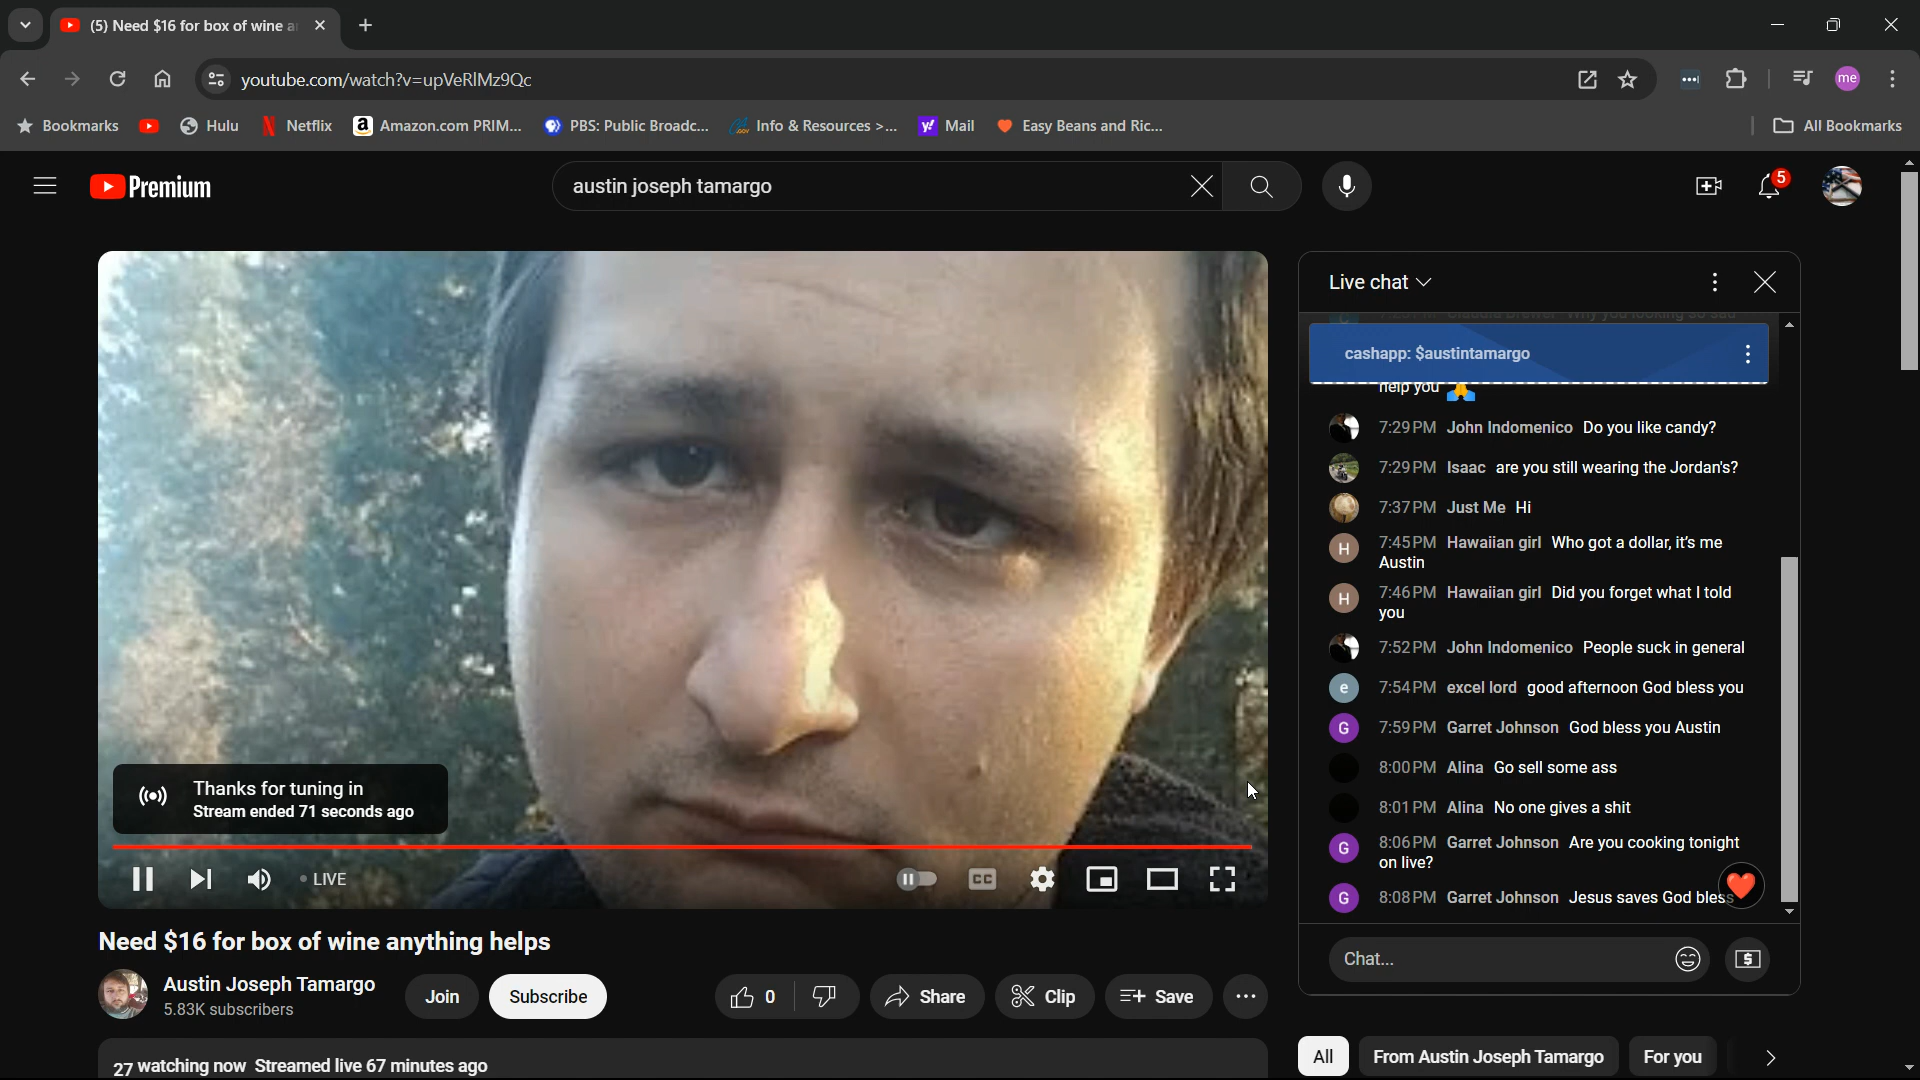 (5) Need $16 for box of wine a
youtube.com/watch?v=upVeRIMz9Qc
me
Bookmarks
Hulu
Netflix
Amazon.com PRIM...
PBS: Public Broadc...
Info & Resources >...
Mail
Easy Beans and Ric...
All Bookmarks
Premium
austin joseph tamargo
5
Live chat
cashapp: $austintamargo
help you 🙏
7:29 PM John Indomenico Do you like candy?
7:29 PM Isaac are you still wearing the Jordan's?
7:37 PM Just Me Hi
H 7:45 PM Hawaiian girl Who got a dollar, it's me
Austin
H 7:46 PM Hawaiian girl Did you forget what I told
you
7:52 PM John Indomenico People suck in general
e 7:54 PM excel lord good afternoon God bless you
G 7:59 PM Garret Johnson God bless you Austin
8:00 PM Alina Go sell some ass
8:01 PM Alina No one gives a shit
G 8:06 PM Garret Johnson Are you cooking tonight
on live?
G 8:08 PM Garret Johnson Jesus saves God bless
Chat...
Thanks for tuning in
Stream ended 71 seconds ago
LIVE
CC
Need $16 for box of wine anything helps
Austin Joseph Tamargo
5.83K subscribers
Join
Subscribe
0
Share
Clip
Save
27 watching now Streamed live 67 minutes ago
All
From Austin Joseph Tamargo
For you